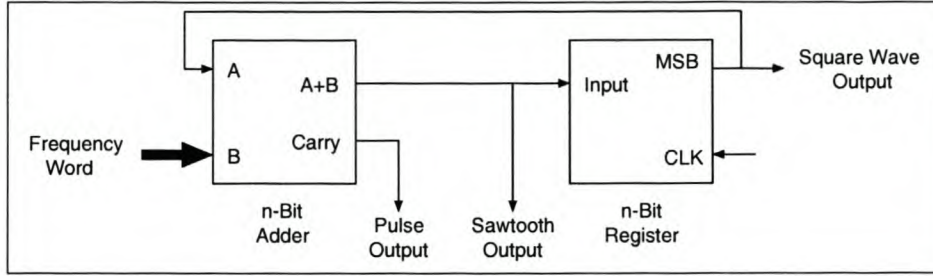 A
A+B
B
Carry
Input
MSB
CLK
Square Wave
Output
Frequency
Word
n-Bit
Adder
Pulse
Output
Sawtooth
Output
n-Bit
Register